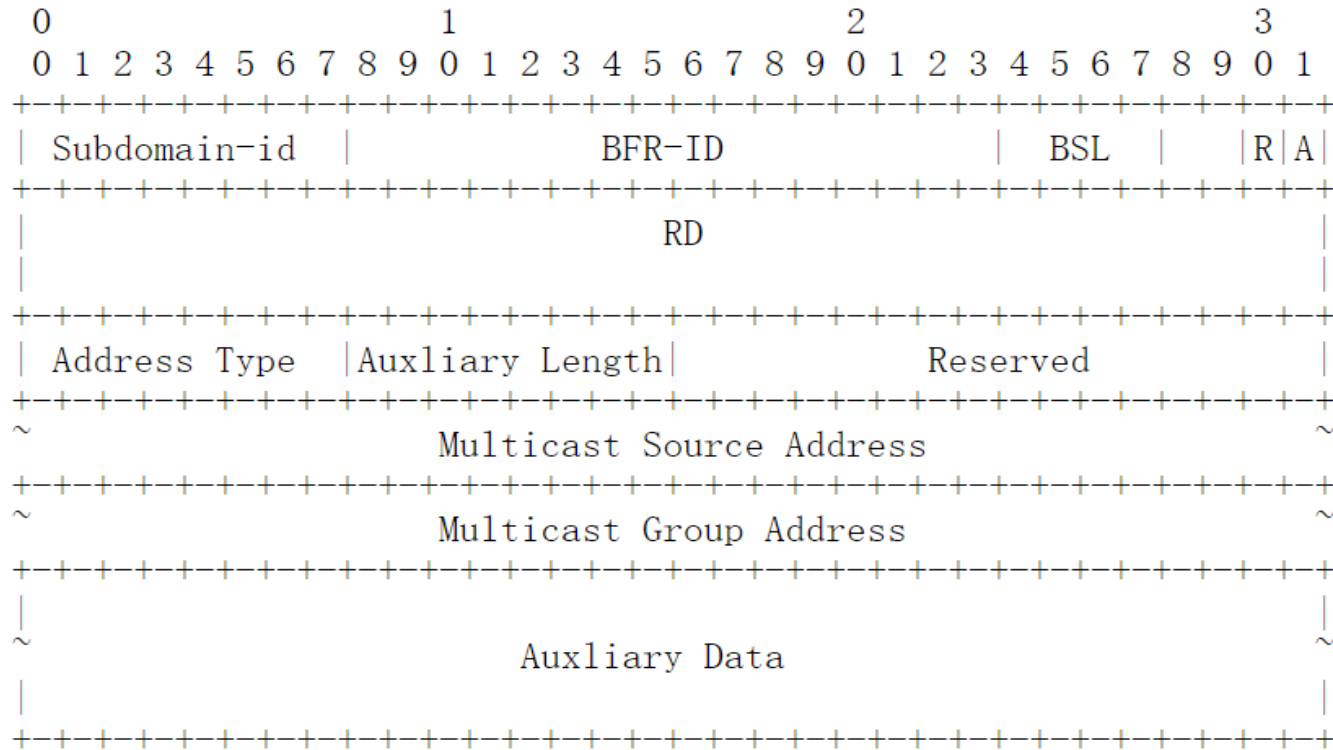 0                   1                   2                   3
 0 1 2 3 4 5 6 7 8 9 0 1 2 3 4 5 6 7 8 9 0 1 2 3 4 5 6 7 8 9 0 1
+-+-+-+-+-+-+-+-+-+-+-+-+-+-+-+-+-+-+-+-+-+-+-+-+-+-+-+-+-+-+-+-+
| Subdomain-id  |            BFR-ID             |  BSL  |   |R|A|
+-+-+-+-+-+-+-+-+-+-+-+-+-+-+-+-+-+-+-+-+-+-+-+-+-+-+-+-+-+-+-+-+
|                               RD                              |
|                                                               |
+-+-+-+-+-+-+-+-+-+-+-+-+-+-+-+-+-+-+-+-+-+-+-+-+-+-+-+-+-+-+-+-+
| Address Type  |Auxliary Length|            Reserved           |
+-+-+-+-+-+-+-+-+-+-+-+-+-+-+-+-+-+-+-+-+-+-+-+-+-+-+-+-+-+-+-+-+
~                    Multicast Source Address                   ~
+-+-+-+-+-+-+-+-+-+-+-+-+-+-+-+-+-+-+-+-+-+-+-+-+-+-+-+-+-+-+-+-+
~                    Multicast Group Address                    ~
+-+-+-+-+-+-+-+-+-+-+-+-+-+-+-+-+-+-+-+-+-+-+-+-+-+-+-+-+-+-+-+-+
|                                                               |
~                        Auxliary Data                          ~
|                                                               |
+-+-+-+-+-+-+-+-+-+-+-+-+-+-+-+-+-+-+-+-+-+-+-+-+-+-+-+-+-+-+-+-+